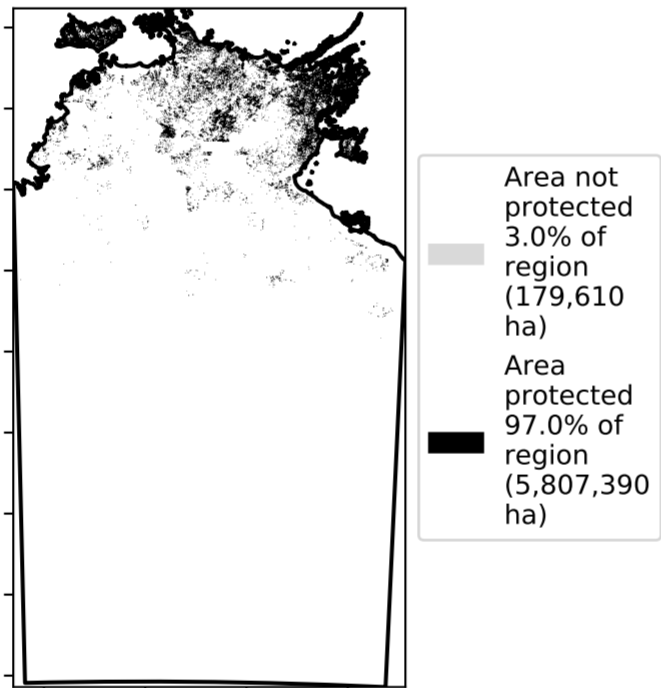 Area not
protected
3.0% of
region
(179,610
ha)
Area
protected
97.0% of
region
(5,807,390
ha)